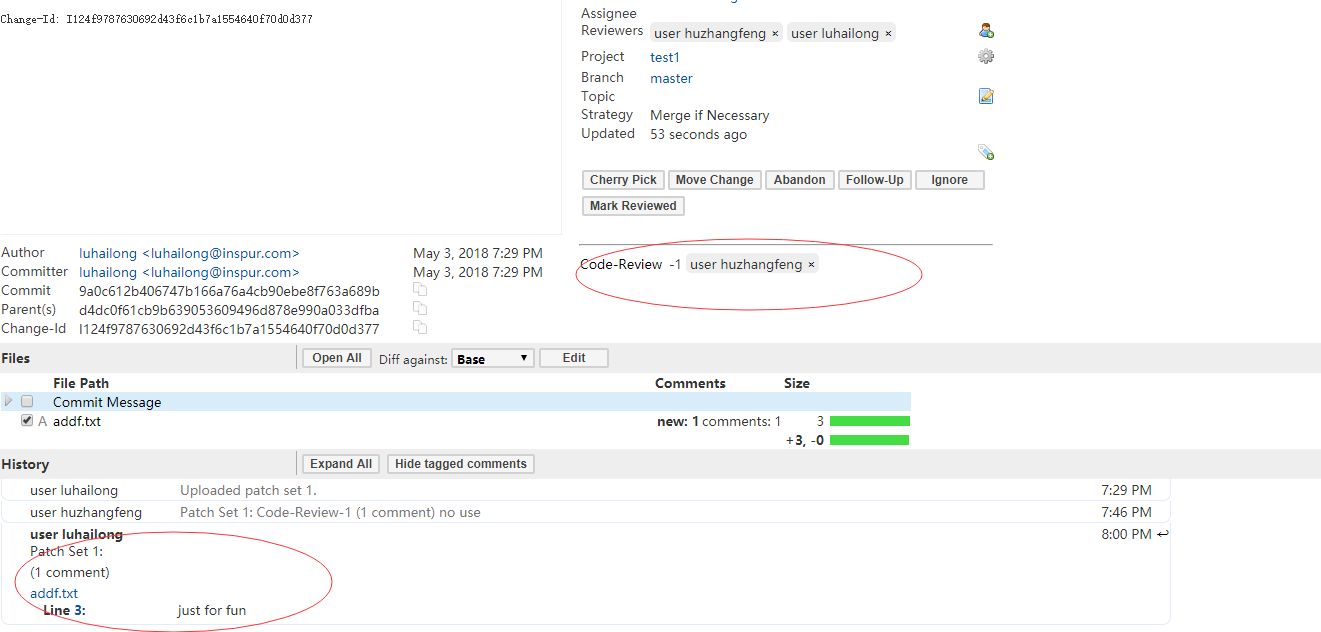 Change-Id: I124f9787630692d43f6c1b7a1554640f70d0d377
Assignee
Reviewers user huzhangfeng × user luhailong ×
Project test1
Branch master
Topic
Strategy Merge if Necessary
Updated 53 seconds ago
Cherry Pick Move Change Abandon Follow-Up Ignore
Mark Reviewed
Code-Review -1 user huzhangfeng ×
Author luhailong <luhailong@inspur.com> May 3, 2018 7:29 PM
Committer luhailong <luhailong@inspur.com> May 3, 2018 7:29 PM
Commit 9a0c612b406747b166a76a4cb90ebe8f763a689b
Parent(s) d4dc0f61cb9b639053609496d878e990a033dfba
Change-Id I124f9787630692d43f6c1b7a1554640f70d0d377
Files Open All Diff against: Base Edit
File Path Comments Size
Commit Message
A addf.txt new: 1 comments: 1 3
+3, -0
History Expand All Hide tagged comments
user luhailong Uploaded patch set 1. 7:29 PM
user huzhangfeng Patch Set 1: Code-Review-1 (1 comment) no use 7:46 PM
user luhailong 8:00 PM
Patch Set 1:
(1 comment)
addf.txt
Line 3: just for fun